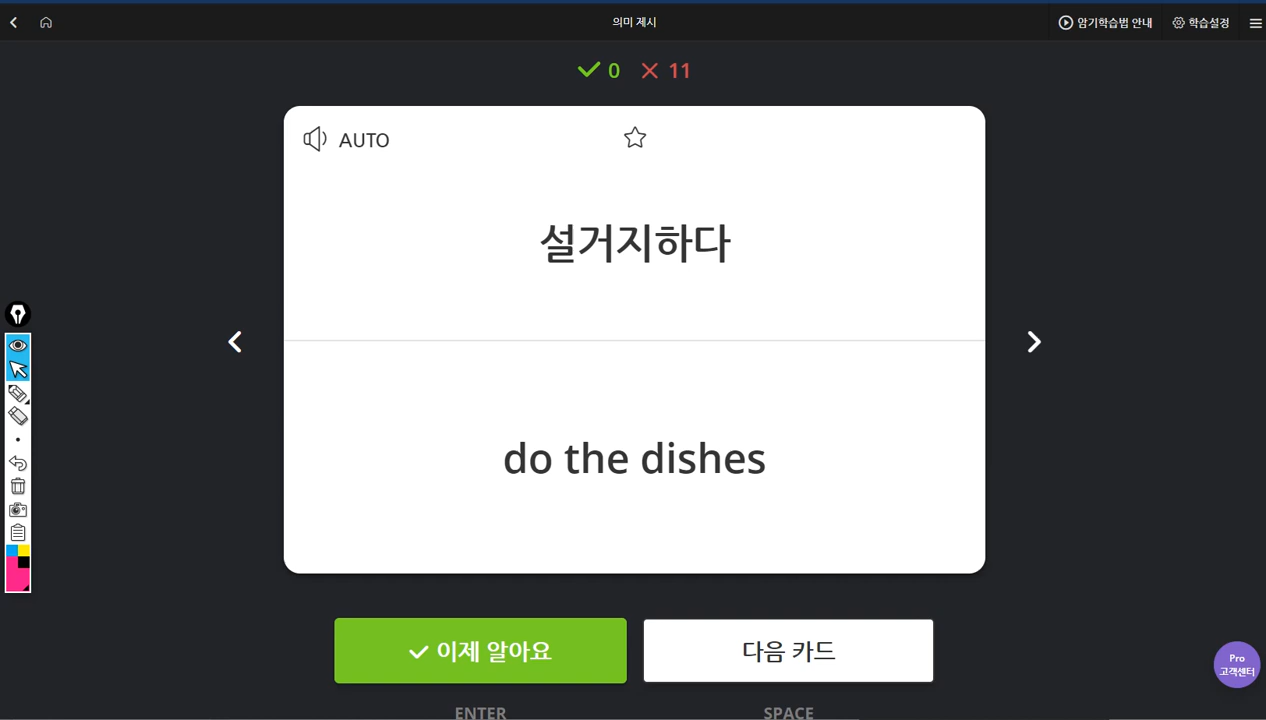 의미 제시
암기학습법 안내
학습설정
0
11
AUTO
설거지하다
do the dishes
이제 알아요
다음 카드
ENTER
SPACE
Pro
고객센터